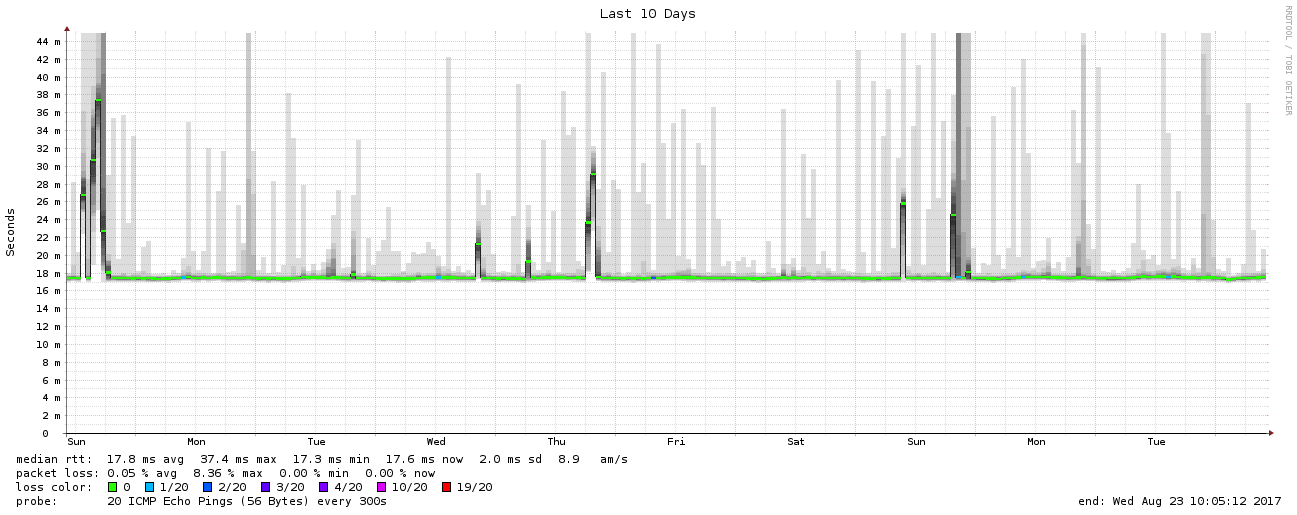 Last 10 Days
RRDTOOL / TOBI OETIKER
Seconds
44 m
42 m
40 m
38 m
36 m
34 m
32 m
30 m
28 m
26 m
24 m
22 m
20 m
18 m
16 m
14 m
12 m
10 m
8 m
6 m
4 m
2 m
0
Sun Mon Tue Wed Thu Fri Sat Sun Mon Tue
median rtt: 17.8 ms avg 37.4 ms max 17.3 ms min 17.6 ms now 2.0 ms sd 8.9 am/s
packet loss: 0.05 % avg 8.36 % max 0.00 % min 0.00 % now
loss color: 0 1/20 2/20 3/20 4/20 10/20 19/20
probe: 20 ICMP Echo Pings (56 Bytes) every 300s end: Wed Aug 23 10:05:12 2017